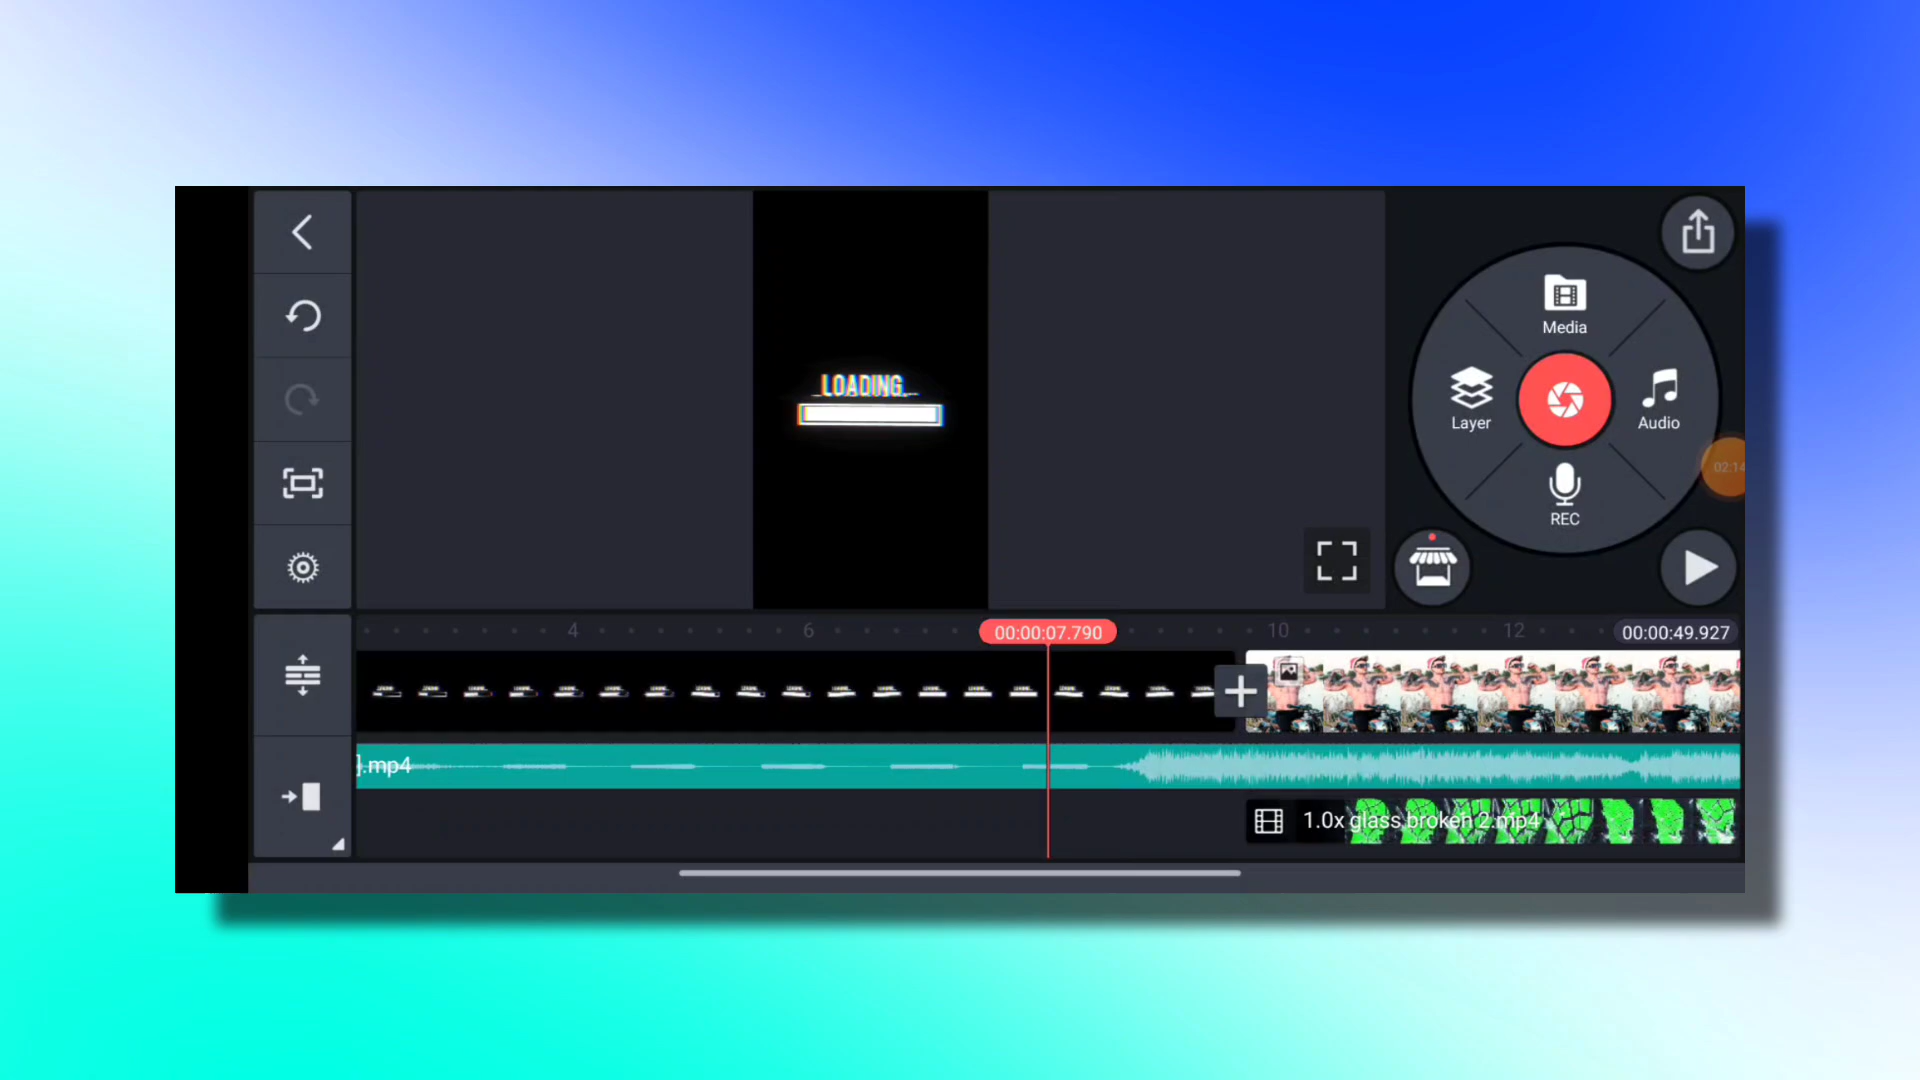 LOADING..
Media
Layer
Audio
02:14
REC
4
6
00:00:07.790
10
12
00:00:49.927
].mp4
1.0x glass broken 2.mp4